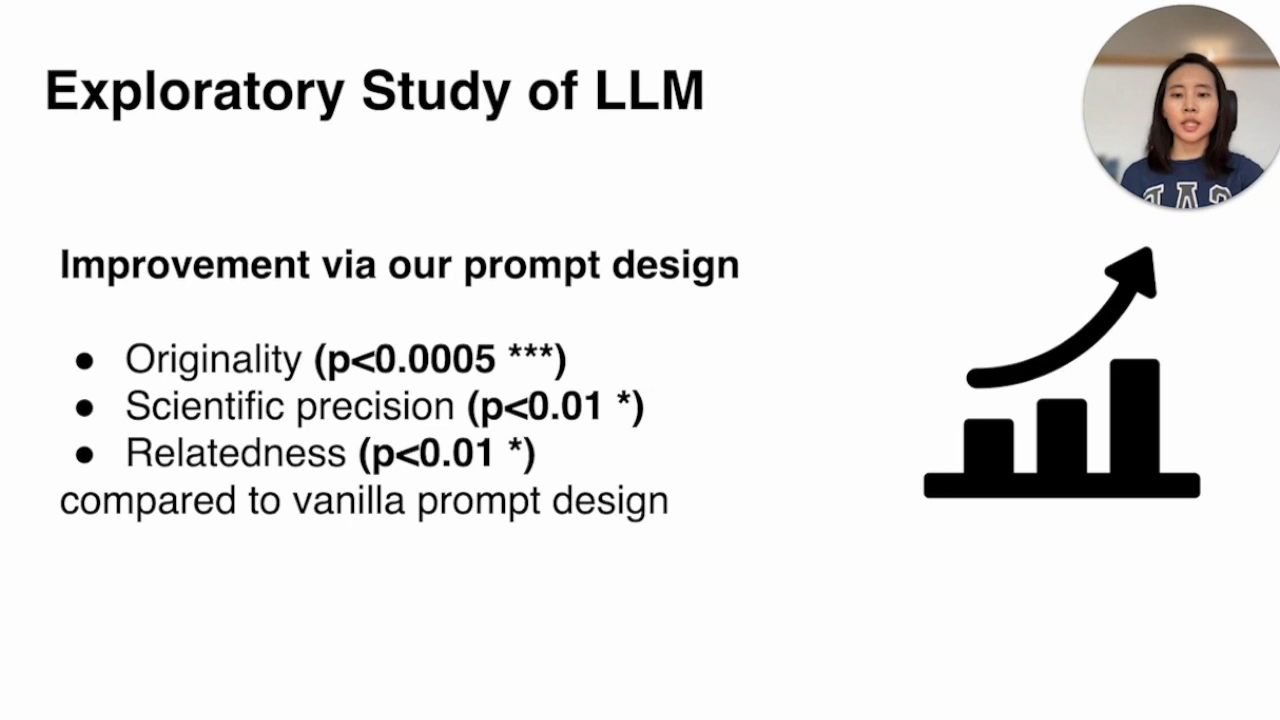 Exploratory Study of LLM
Improvement via our prompt design
● Originality (p<0.0005 ***)
● Scientific precision (p<0.01 *)
● Relatedness (p<0.01 *)
compared to vanilla prompt design